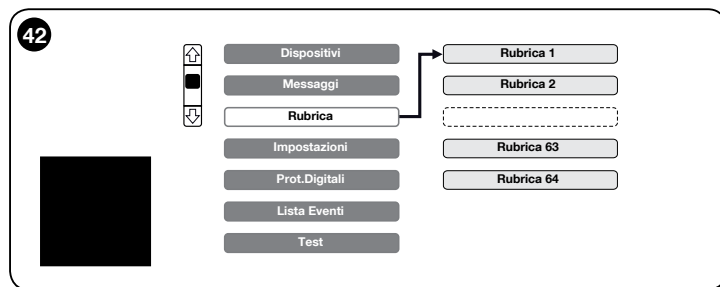 42
Dispositivi
Messaggi
Rubrica
Impostazioni
Prot.Digitali
Lista Eventi
Test
Rubrica 1
Rubrica 2
Rubrica 63
Rubrica 64